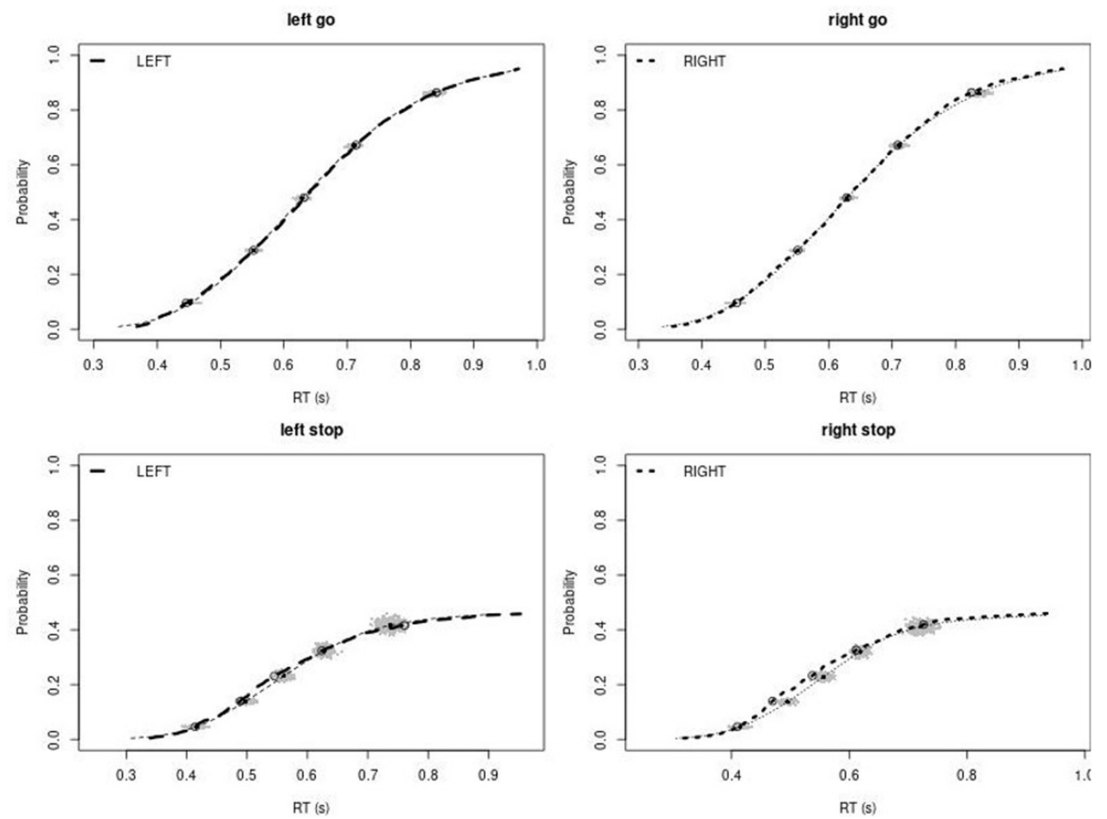 left go
LEFT
Probability
0.0 0.2 0.4 0.6 0.8 1.0
0.3 0.4 0.5 0.6 0.7 0.8 0.9 1.0
RT (s)
right go
RIGHT
Probability
0.0 0.2 0.4 0.6 0.8 1.0
0.3 0.4 0.5 0.6 0.7 0.8 0.9 1.0
RT (s)
left stop
LEFT
Probability
0.0 0.2 0.4 0.6 0.8 1.0
0.3 0.4 0.5 0.6 0.7 0.8 0.9
RT (s)
right stop
RIGHT
Probability
0.0 0.2 0.4 0.6 0.8 1.0
0.4 0.6 0.8 1.0
RT (s)